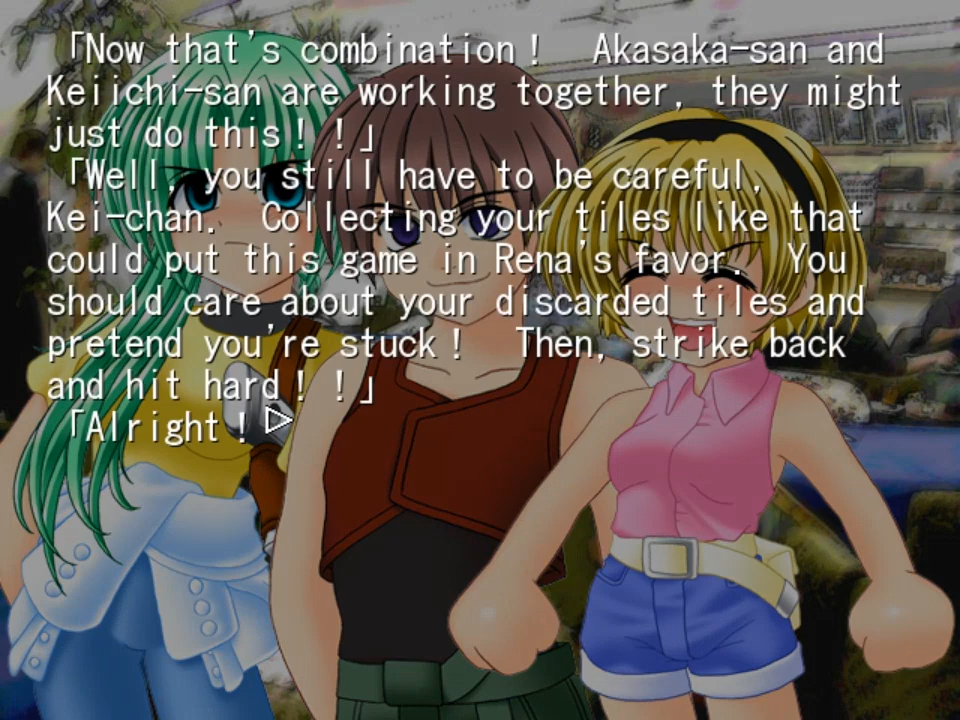 「Now that's combination！ Akasaka-san and
Keiichi-san are working together, they might
just do this！！」
「Well, you still have to be careful,
Kei-chan. Collecting your tiles like that
could put this game in Rena's favor. You
should care about your discarded tiles and
pretend you're stuck！ Then, strike back
and hit hard！！」
「Alright！